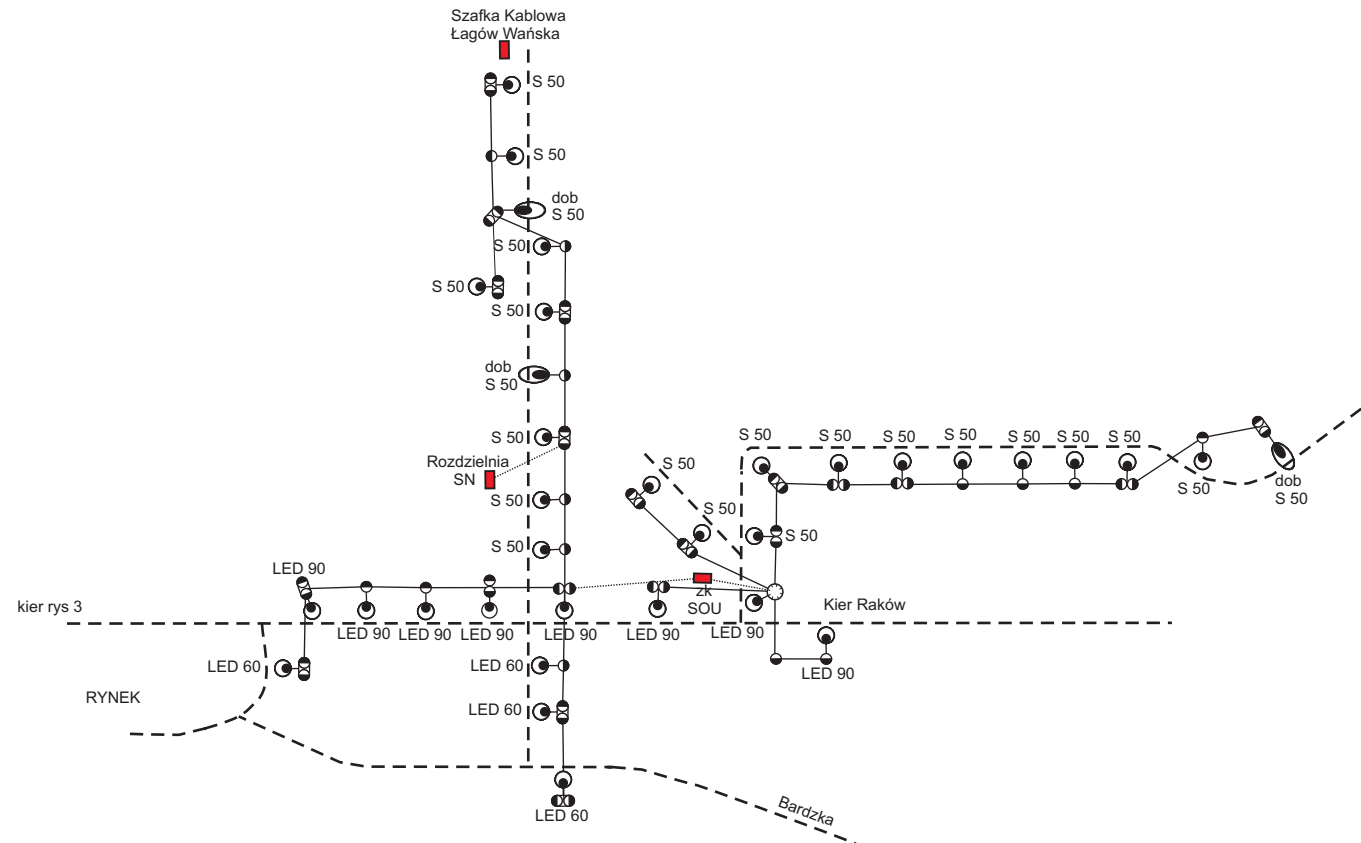 Szafka Kablowa
Łagów Wańska
S 50
S 50
dob
S 50
S 50
S 50
S 50
dob
S 50
S 50
Rozdzielnia
SN
S 50
S 50
S 50
S 50
S 50
S 50
S 50
S 50
S 50
S 50
S 50
S 50
S 50
S 50
dob
S 50
LED 90
zk
SOU
kier rys 3
Kier Raków
LED 90
LED 90
LED 90
LED 90
LED 90
LED 90
LED 60
LED 60
LED 90
RYNEK
LED 60
Bardzka
LED 60